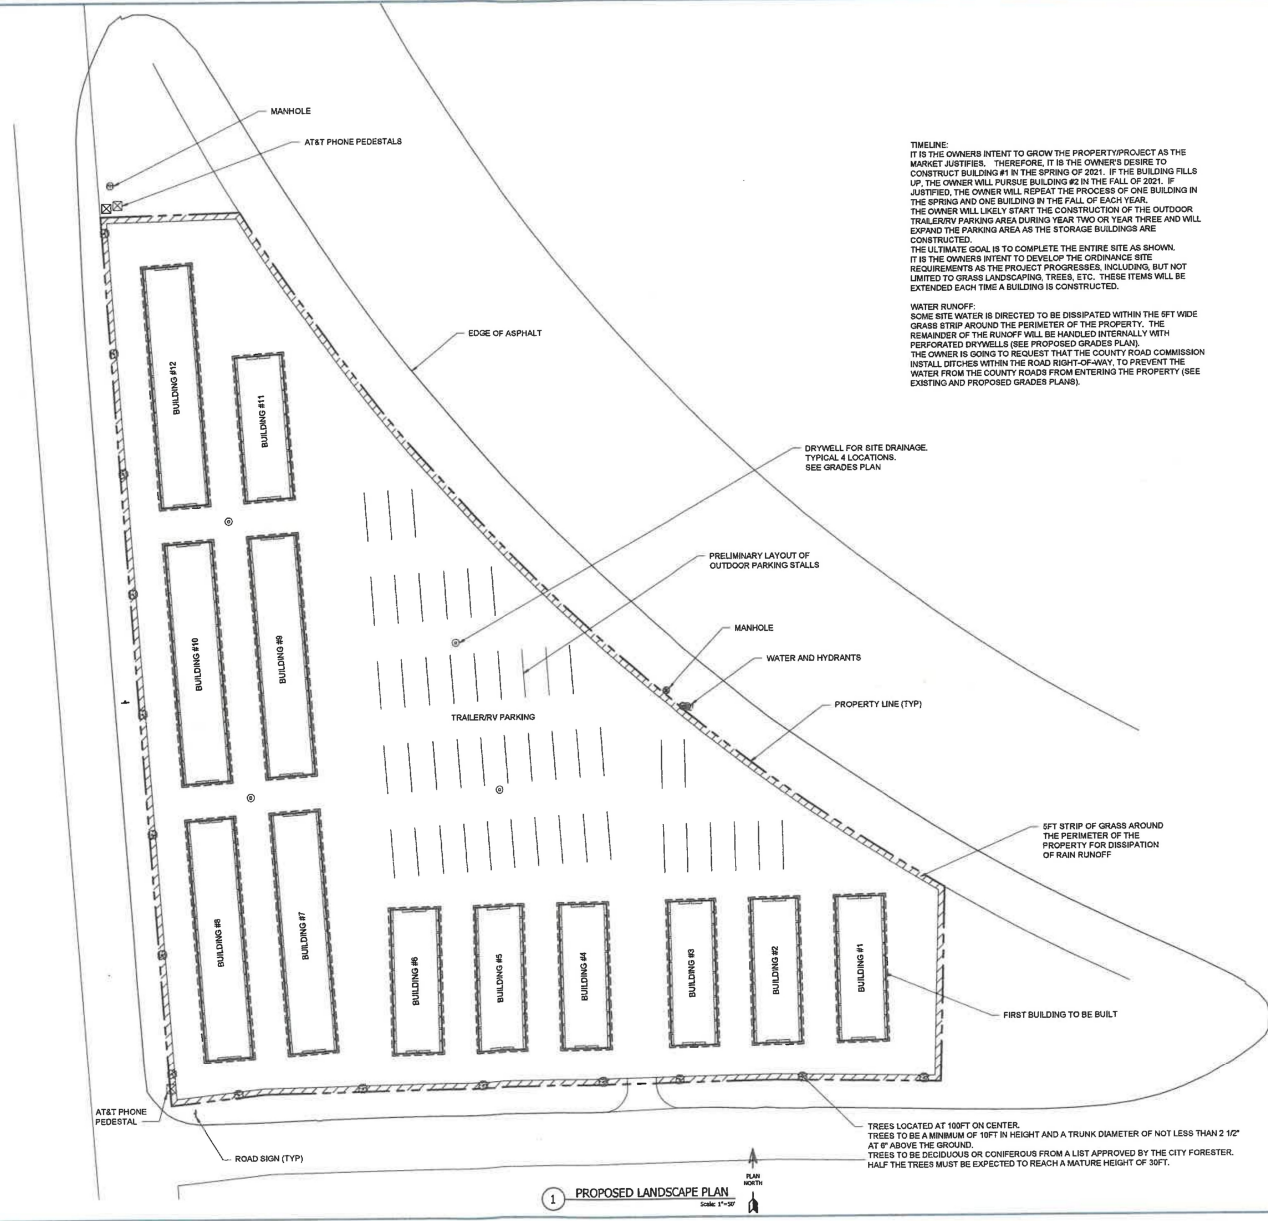 MANHOLE
AT&T PHONE PEDESTALS
TIMELINE:
IT IS THE OWNERS INTENT TO GROW THE PROPERTY/PROJECT AS THE
MARKET JUSTIFIES. THEREFORE, IT IS THE OWNER'S DESIRE TO
CONSTRUCT BUILDING #1 IN THE SPRING OF 2021. IF THE BUILDING FILLS
UP, THE OWNER WILL PURSUE BUILDING #2 IN THE FALL OF 2021. IF
JUSTIFIED, THE OWNER WILL REPEAT THE PROCESS OF ONE BUILDING IN
THE SPRING AND ONE BUILDING IN THE FALL OF EACH YEAR.
THE OWNER WILL LIKELY START THE CONSTRUCTION OF THE OUTDOOR
TRAILER/RV PARKING AREA DURING YEAR TWO OR YEAR THREE AND WILL
EXPAND THE PARKING AREA AS THE STORAGE BUILDINGS ARE
CONSTRUCTED.
THE ULTIMATE GOAL IS TO COMPLETE THE ENTIRE SITE AS SHOWN.
IT IS THE OWNERS INTENT TO DEVELOP THE ORDINANCE SITE
REQUIREMENTS AS THE PROJECT PROGRESSES, INCLUDING, BUT NOT
LIMITED TO GRASS LANDSCAPING, TREES, ETC. THESE ITEMS WILL BE
EXTENDED EACH TIME A BUILDING IS CONSTRUCTED.
WATER RUNOFF:
SOME SITE WATER IS DIRECTED TO BE DISSIPATED WITHIN THE 5FT WIDE
GRASS STRIP AROUND THE PERIMETER OF THE PROPERTY. THE
REMAINDER OF THE RUNOFF WILL BE HANDLED INTERNALLY WITH
PERFORATED DRYWELLS (SEE PROPOSED GRADES PLAN).
THE OWNER IS GOING TO REQUEST THAT THE COUNTY ROAD COMMISSION
INSTALL DITCHES WITHIN THE ROAD RIGHT-OF-WAY, TO PREVENT THE
WATER FROM THE COUNTY ROADS FROM ENTERING THE PROPERTY (SEE
EXISTING AND PROPOSED GRADES PLANS).
EDGE OF ASPHALT
BUILDING #12
BUILDING #11
DRYWELL FOR SITE DRAINAGE.
TYPICAL 4 LOCATIONS.
SEE GRADES PLAN
PRELIMINARY LAYOUT OF
OUTDOOR PARKING STALLS
MANHOLE
WATER AND HYDRANTS
BUILDING #10
BUILDING #9
PROPERTY LINE (TYP)
TRAILER/RV PARKING
5FT STRIP OF GRASS AROUND
THE PERIMETER OF THE
PROPERTY FOR DISSIPATION
OF RAIN RUNOFF
BUILDING #8
BUILDING #7
BUILDING #6
BUILDING #5
BUILDING #4
BUILDING #3
BUILDING #2
BUILDING #1
FIRST BUILDING TO BE BUILT
AT&T PHONE
PEDESTAL
ROAD SIGN (TYP)
TREES LOCATED AT 100FT ON CENTER.
TREES TO BE A MINIMUM OF 10FT IN HEIGHT AND A TRUNK DIAMETER OF NOT LESS THAN 2 1/2"
AT 6" ABOVE THE GROUND.
TREES TO BE DECIDUOUS OR CONIFEROUS FROM A LIST APPROVED BY THE CITY FORESTER.
HALF THE TREES MUST BE EXPECTED TO REACH A MATURE HEIGHT OF 30FT.
PLAN
NORTH
1 PROPOSED LANDSCAPE PLAN
Scale: 1"=50'